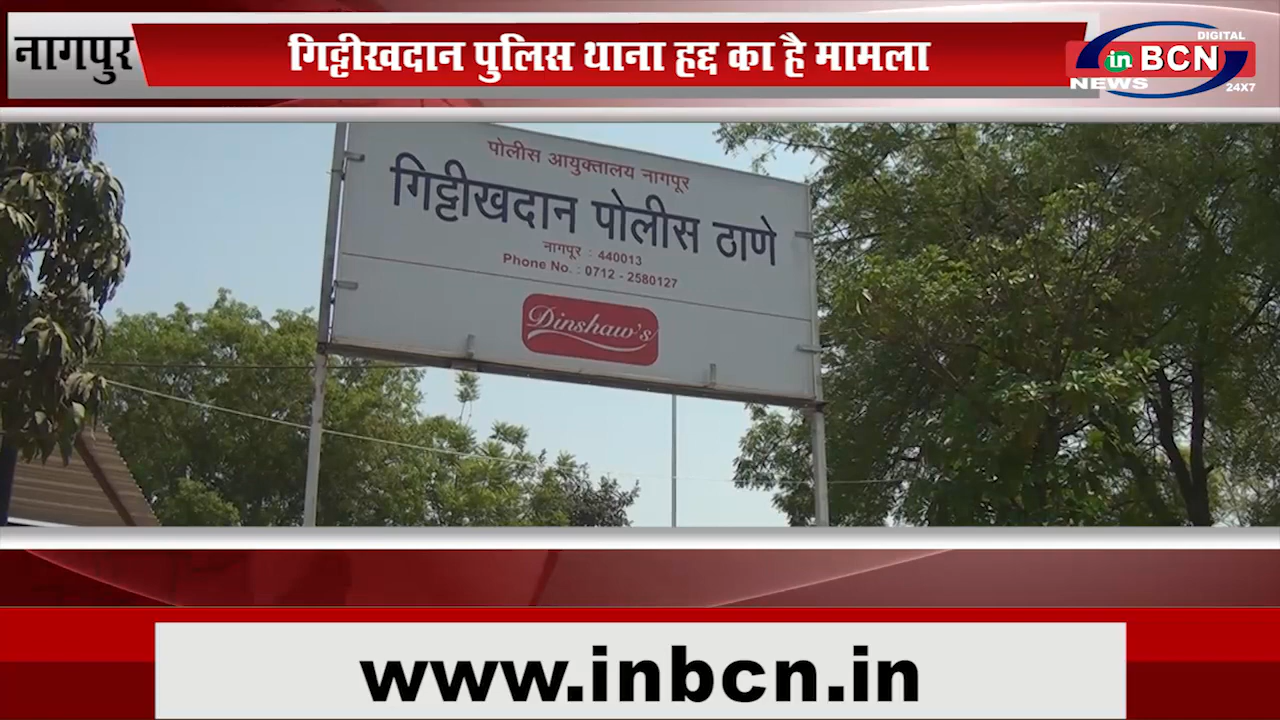 नागपुर
गिट्टीखदान पुलिस थाना हद्द का है मामला
DIGITAL
in BCN
NEWS
24X7
पोलीस आयुक्तालय नागपूर
गिट्टीखदान पोलीस ठाणे
नागपूर : 440013
Phone No. : 0712 - 2580127
Dinshaw's
www.inbcn.in